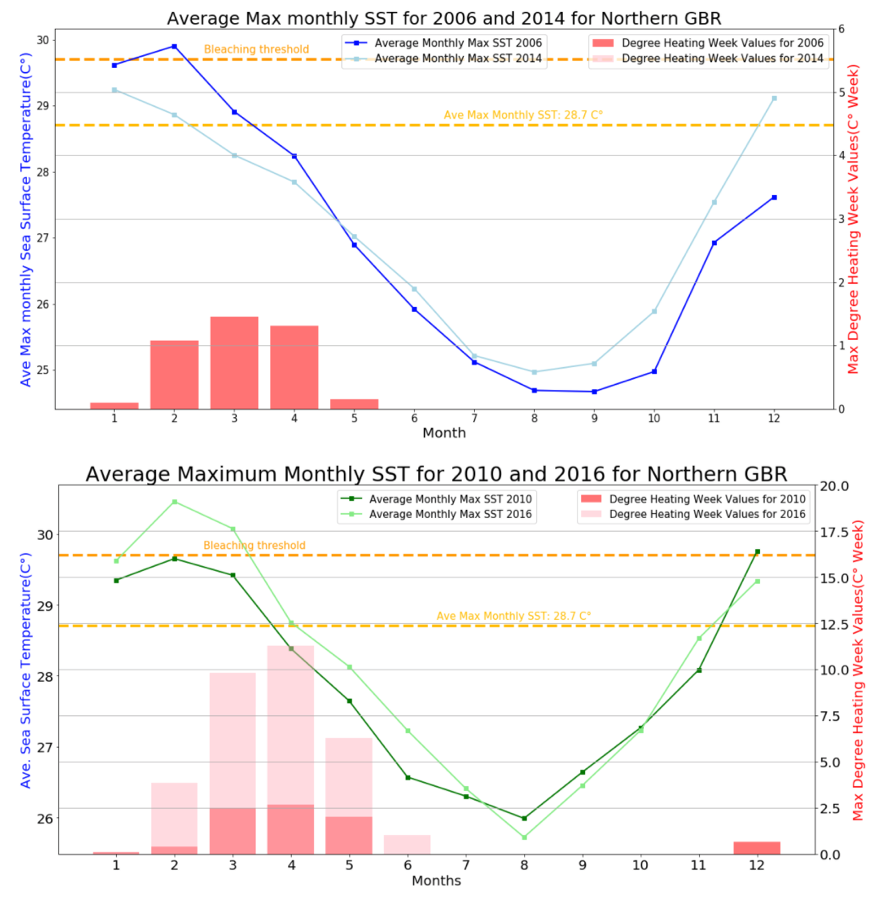 Average Max monthly SST for 2006 and 2014 for Northern GBR
Ave Max monthly Sea Surface Temperature(C°)
30
29
28
27
26
25
Bleaching threshold
Average Monthly Max SST 2006
Average Monthly Max SST 2014
Degree Heating Week Values for 2006
Degree Heating Week Values for 2014
Ave Max Monthly SST: 28.7 C°
6
5
4
3
2
1
0
Max Degree Heating Week Values(C° Week)
1 2 3 4 5 6 7 8 9 10 11 12
Month
Average Maximum Monthly SST for 2010 and 2016 for Northern GBR
Ave. Sea Surface Temperature(C°)
30
29
28
27
26
Average Monthly Max SST 2010
Average Monthly Max SST 2016
Degree Heating Week Values for 2010
Degree Heating Week Values for 2016
Bleaching threshold
Ave Max Monthly SST: 28.7 C°
20.0
17.5
15.0
12.5
10.0
7.5
5.0
2.5
0.0
Max Degree Heating Week Values(C° Week)
1 2 3 4 5 6 7 8 9 10 11 12
Months